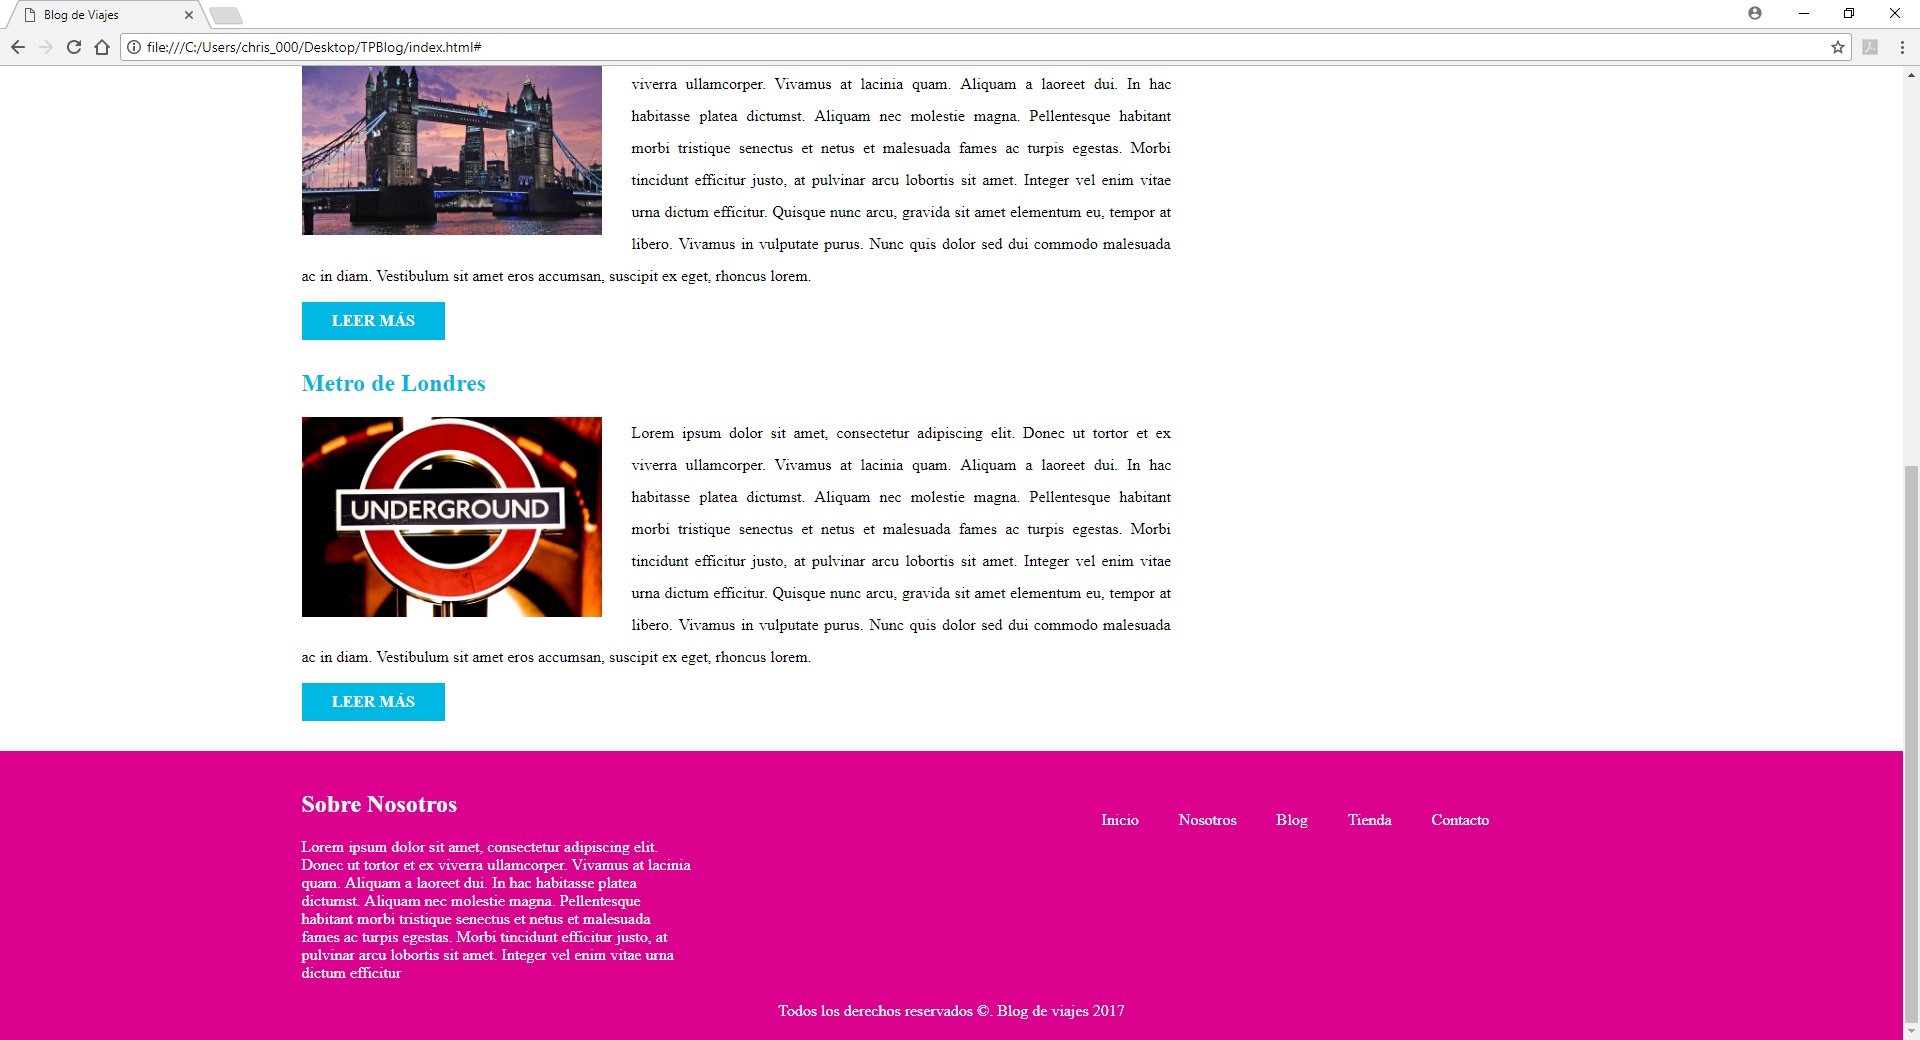 Blog de Viajes
file:///C:/Users/chris_000/Desktop/TPBlog/index.html#
viverra ullamcorper. Vivamus at lacinia quam. Aliquam a laoreet dui. In hac
habitasse platea dictumst. Aliquam nec molestie magna. Pellentesque habitant
morbi tristique senectus et netus et malesuada fames ac turpis egestas. Morbi
tincidunt efficitur justo, at pulvinar arcu lobortis sit amet. Integer vel enim vitae
urna dictum efficitur. Quisque nunc arcu, gravida sit amet elementum eu, tempor at
libero. Vivamus in vulputate purus. Nunc quis dolor sed dui commodo malesuada
ac in diam. Vestibulum sit amet eros accumsan, suscipit ex eget, rhoncus lorem.
LEER MÁS
Metro de Londres
UNDERGROUND
Lorem ipsum dolor sit amet, consectetur adipiscing elit. Donec ut tortor et ex
viverra ullamcorper. Vivamus at lacinia quam. Aliquam a laoreet dui. In hac
habitasse platea dictumst. Aliquam nec molestie magna. Pellentesque habitant
morbi tristique senectus et netus et malesuada fames ac turpis egestas. Morbi
tincidunt efficitur justo, at pulvinar arcu lobortis sit amet. Integer vel enim vitae
urna dictum efficitur. Quisque nunc arcu, gravida sit amet elementum eu, tempor at
libero. Vivamus in vulputate purus. Nunc quis dolor sed dui commodo malesuada
ac in diam. Vestibulum sit amet eros accumsan, suscipit ex eget, rhoncus lorem.
LEER MÁS
Sobre Nosotros
Lorem ipsum dolor sit amet, consectetur adipiscing elit.
Donec ut tortor et ex viverra ullamcorper. Vivamus at lacinia
quam. Aliquam a laoreet dui. In hac habitasse platea
dictumst. Aliquam nec molestie magna. Pellentesque
habitant morbi tristique senectus et netus et malesuada
fames ac turpis egestas. Morbi tincidunt efficitur justo, at
pulvinar arcu lobortis sit amet. Integer vel enim vitae urna
dictum efficitur
Inicio Nosotros Blog Tienda Contacto
Todos los derechos reservados ©. Blog de viajes 2017